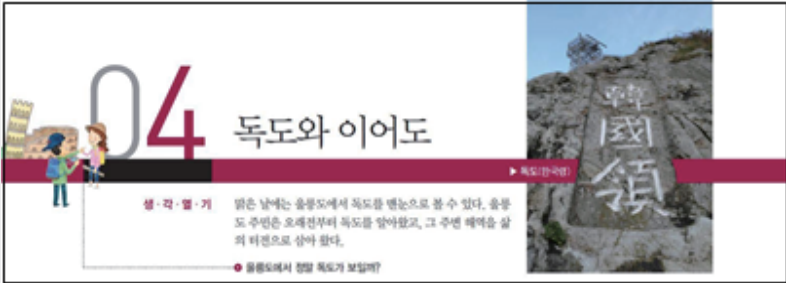 04
독도와 이어도
▶ 독도(한국령)
韓
國
領
생·각·열·기
맑은 날에는 울릉도에서 독도를 맨눈으로 볼 수 있다. 울릉
도 주민은 오래전부터 독도를 알아왔고, 그 주변 해역을 삶
의 터전으로 삼아 왔다.
울릉도에서 정말 독도가 보일까?